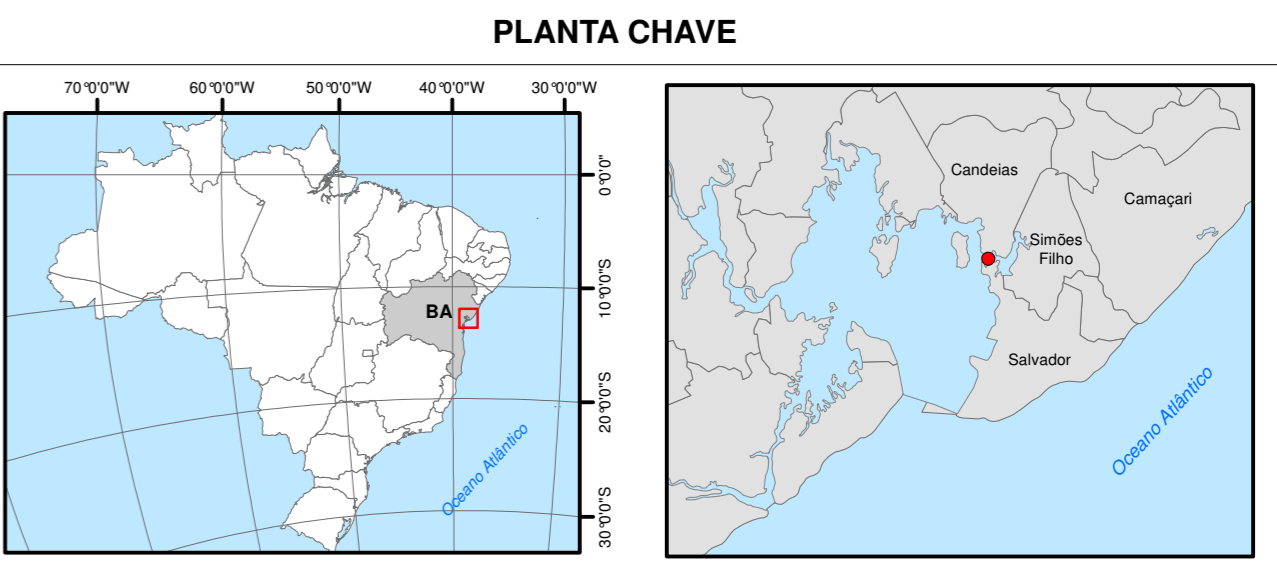 PLANTA CHAVE
70°0'0"W 60°0'0"W 50°0'0"W 40°0'0"W 30°0'0"W
0°0'0"
10°0'0"S
20°0'0"S
30°0'0"S
BA
Oceano Atlântico
Candeias
Camaçari
Simões
Filho
Salvador
Oceano Atlântico